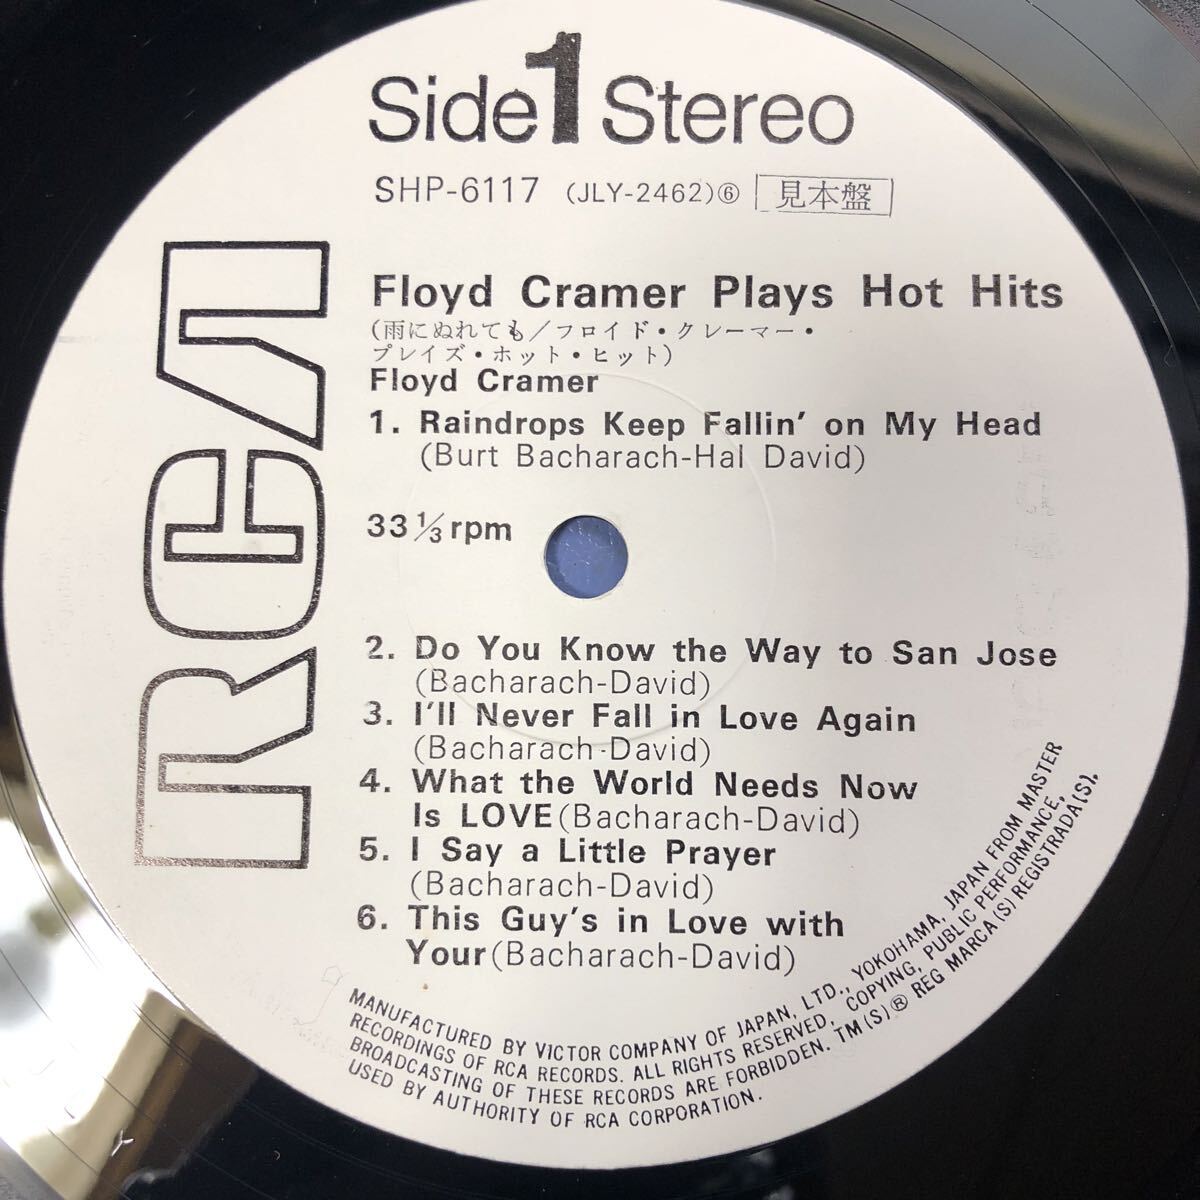 Side 1 Stereo
SHP-6117 (JLY-2462)⑥ 見本盤
RCA
Floyd Cramer Plays Hot Hits
(雨にぬれても/フロイド・クレーマー・
プレイズ・ホット・ヒット)
Floyd Cramer
1. Raindrops Keep Fallin' on My Head
(Burt Bacharach-Hal David)
33 1/3 rpm
2. Do You Know the Way to San Jose
(Bacharach-David)
3. I'll Never Fall in Love Again
(Bacharach-David)
4. What the World Needs Now
Is LOVE (Bacharach-David)
5. I Say a Little Prayer
(Bacharach-David)
6. This Guy's in Love with
Your (Bacharach-David)
MANUFACTURED BY VICTOR COMPANY OF JAPAN, LTD., YOKOHAMA, JAPAN FROM MASTER
RECORDINGS OF RCA RECORDS. ALL RIGHTS RESERVED, COPYING, PUBLIC PERFORMANCE,
BROADCASTING OF THESE RECORDS ARE FORBIDDEN. TM(S)® REG MARCA(S) REGISTRADA(S).
USED BY AUTHORITY OF RCA CORPORATION.